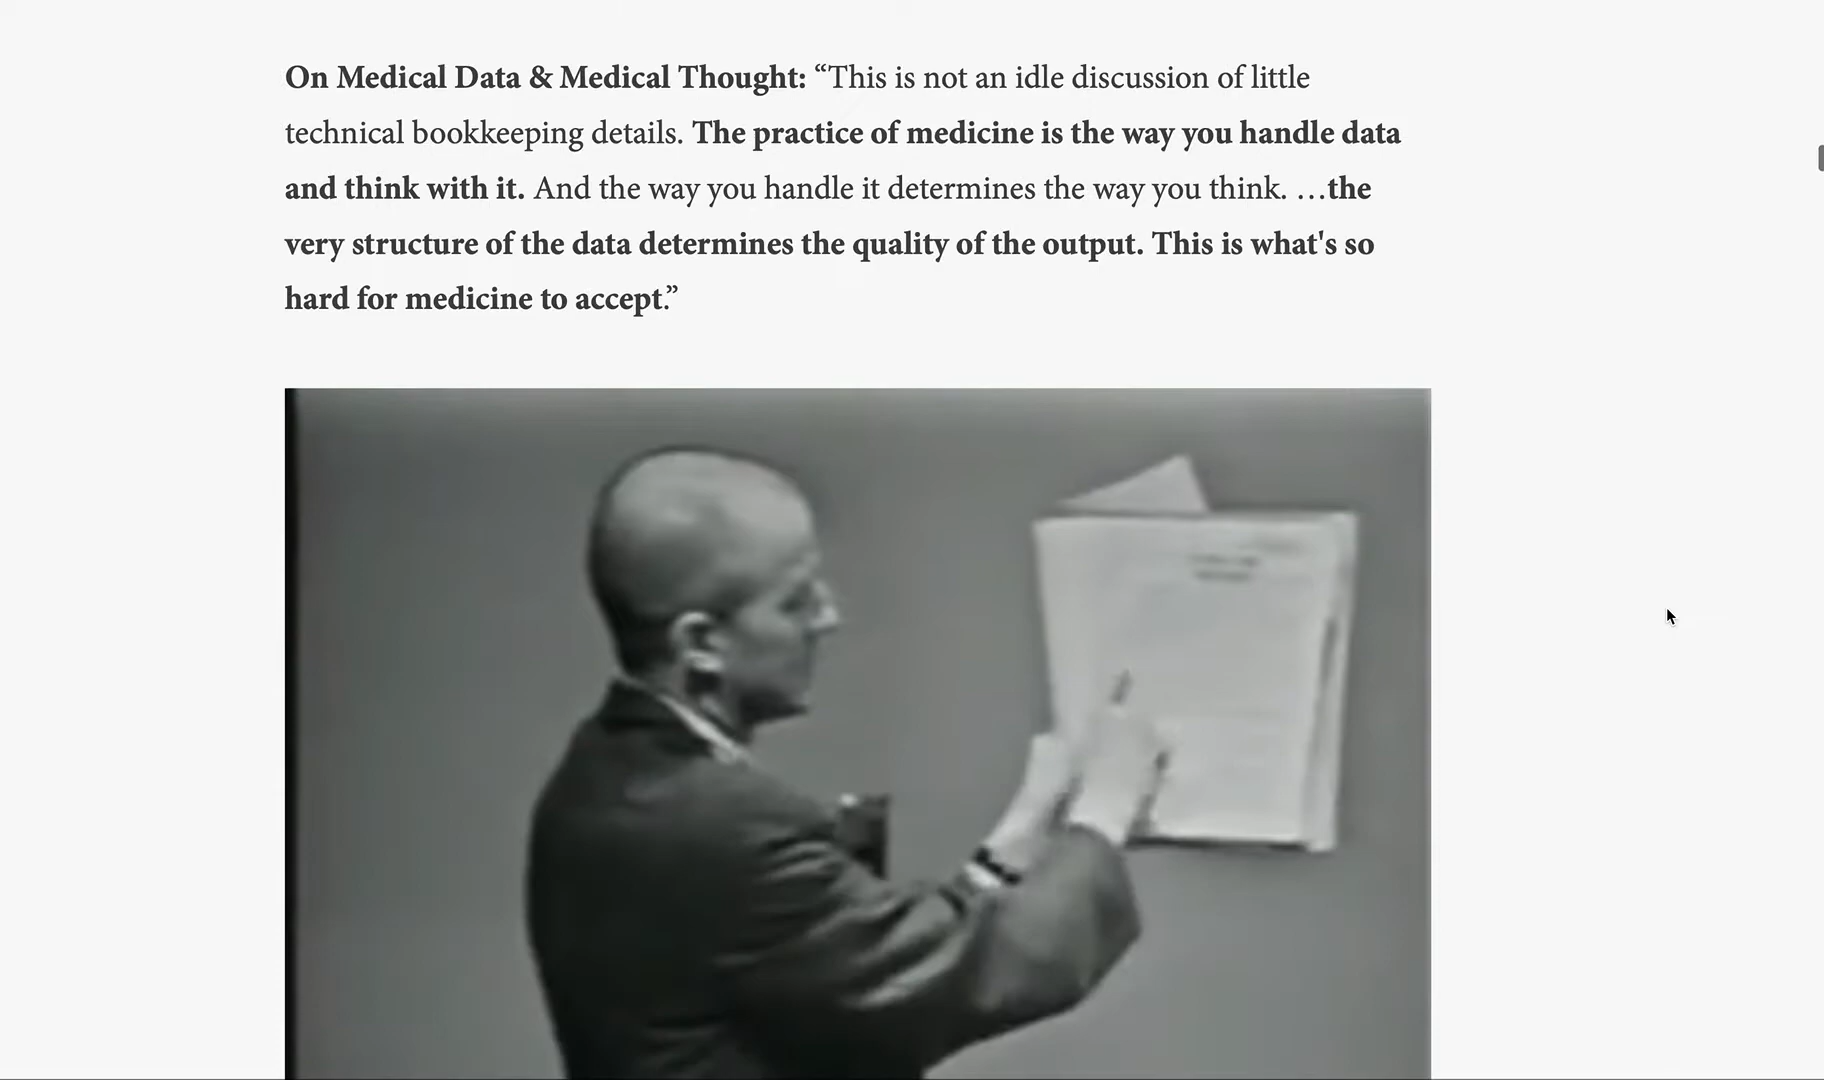 On Medical Data & Medical Thought: “This is not an idle discussion of little
technical bookkeeping details. The practice of medicine is the way you handle data
and think with it. And the way you handle it determines the way you think. …the
very structure of the data determines the quality of the output. This is what's so
hard for medicine to accept.”